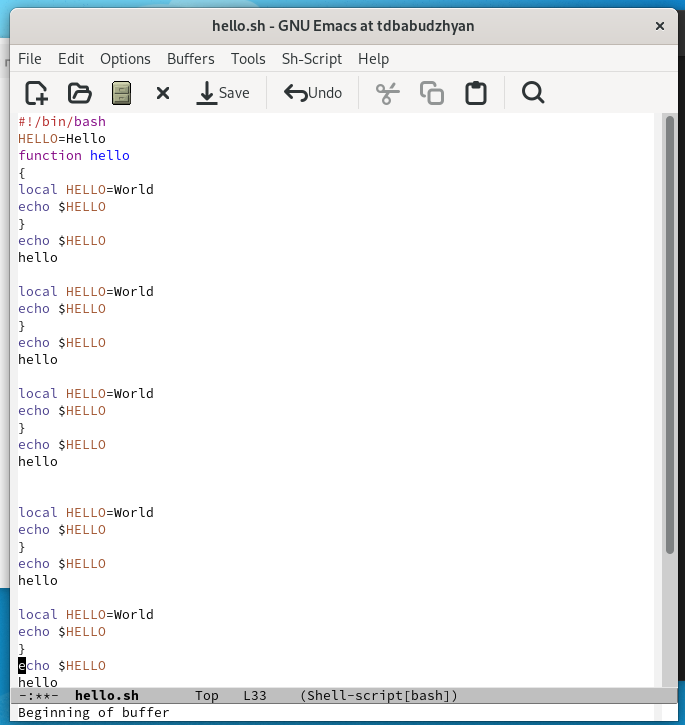 hello.sh - GNU Emacs at tdbabudzhyan ×
File Edit Options Buffers Tools Sh-Script Help
Save Undo
#!/bin/bash
HELLO=Hello
function hello
{
local HELLO=World
echo $HELLO
}
echo $HELLO
hello
local HELLO=World
echo $HELLO
}
echo $HELLO
hello
local HELLO=World
echo $HELLO
}
echo $HELLO
hello
local HELLO=World
echo $HELLO
}
echo $HELLO
hello
local HELLO=World
echo $HELLO
}
echo $HELLO
hello
-:**- hello.sh Top L33 (Shell-script[bash])
Beginning of buffer